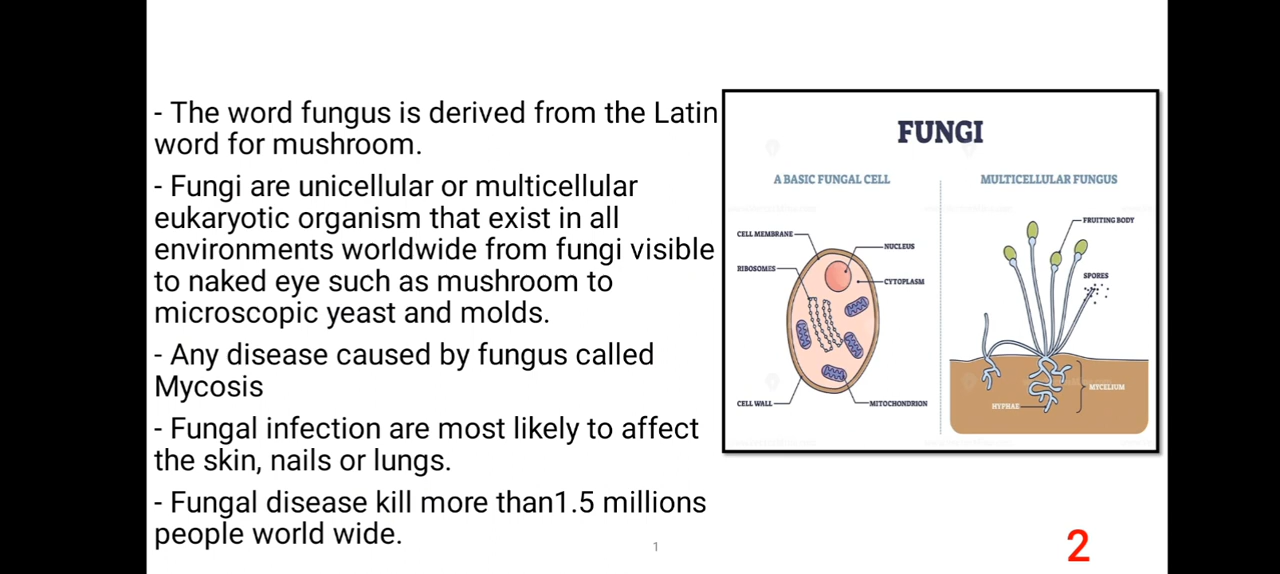 - The word fungus is derived from the Latin
word for mushroom.
- Fungi are unicellular or multicellular
eukaryotic organism that exist in all
environments worldwide from fungi visible
to naked eye such as mushroom to
microscopic yeast and molds.
- Any disease caused by fungus called
Mycosis
- Fungal infection are most likely to affect
the skin, nails or lungs.
- Fungal disease kill more than1.5 millions
people world wide.
FUNGI
A BASIC FUNGAL CELL
CELL MEMBRANE
NUCLEUS
RIBOSOMES
CYTOPLASM
CELL WALL
MITOCHONDRION
MULTICELLULAR FUNGUS
FRUITING BODY
SPORES
MYCELIUM
HYPHAE
1
2